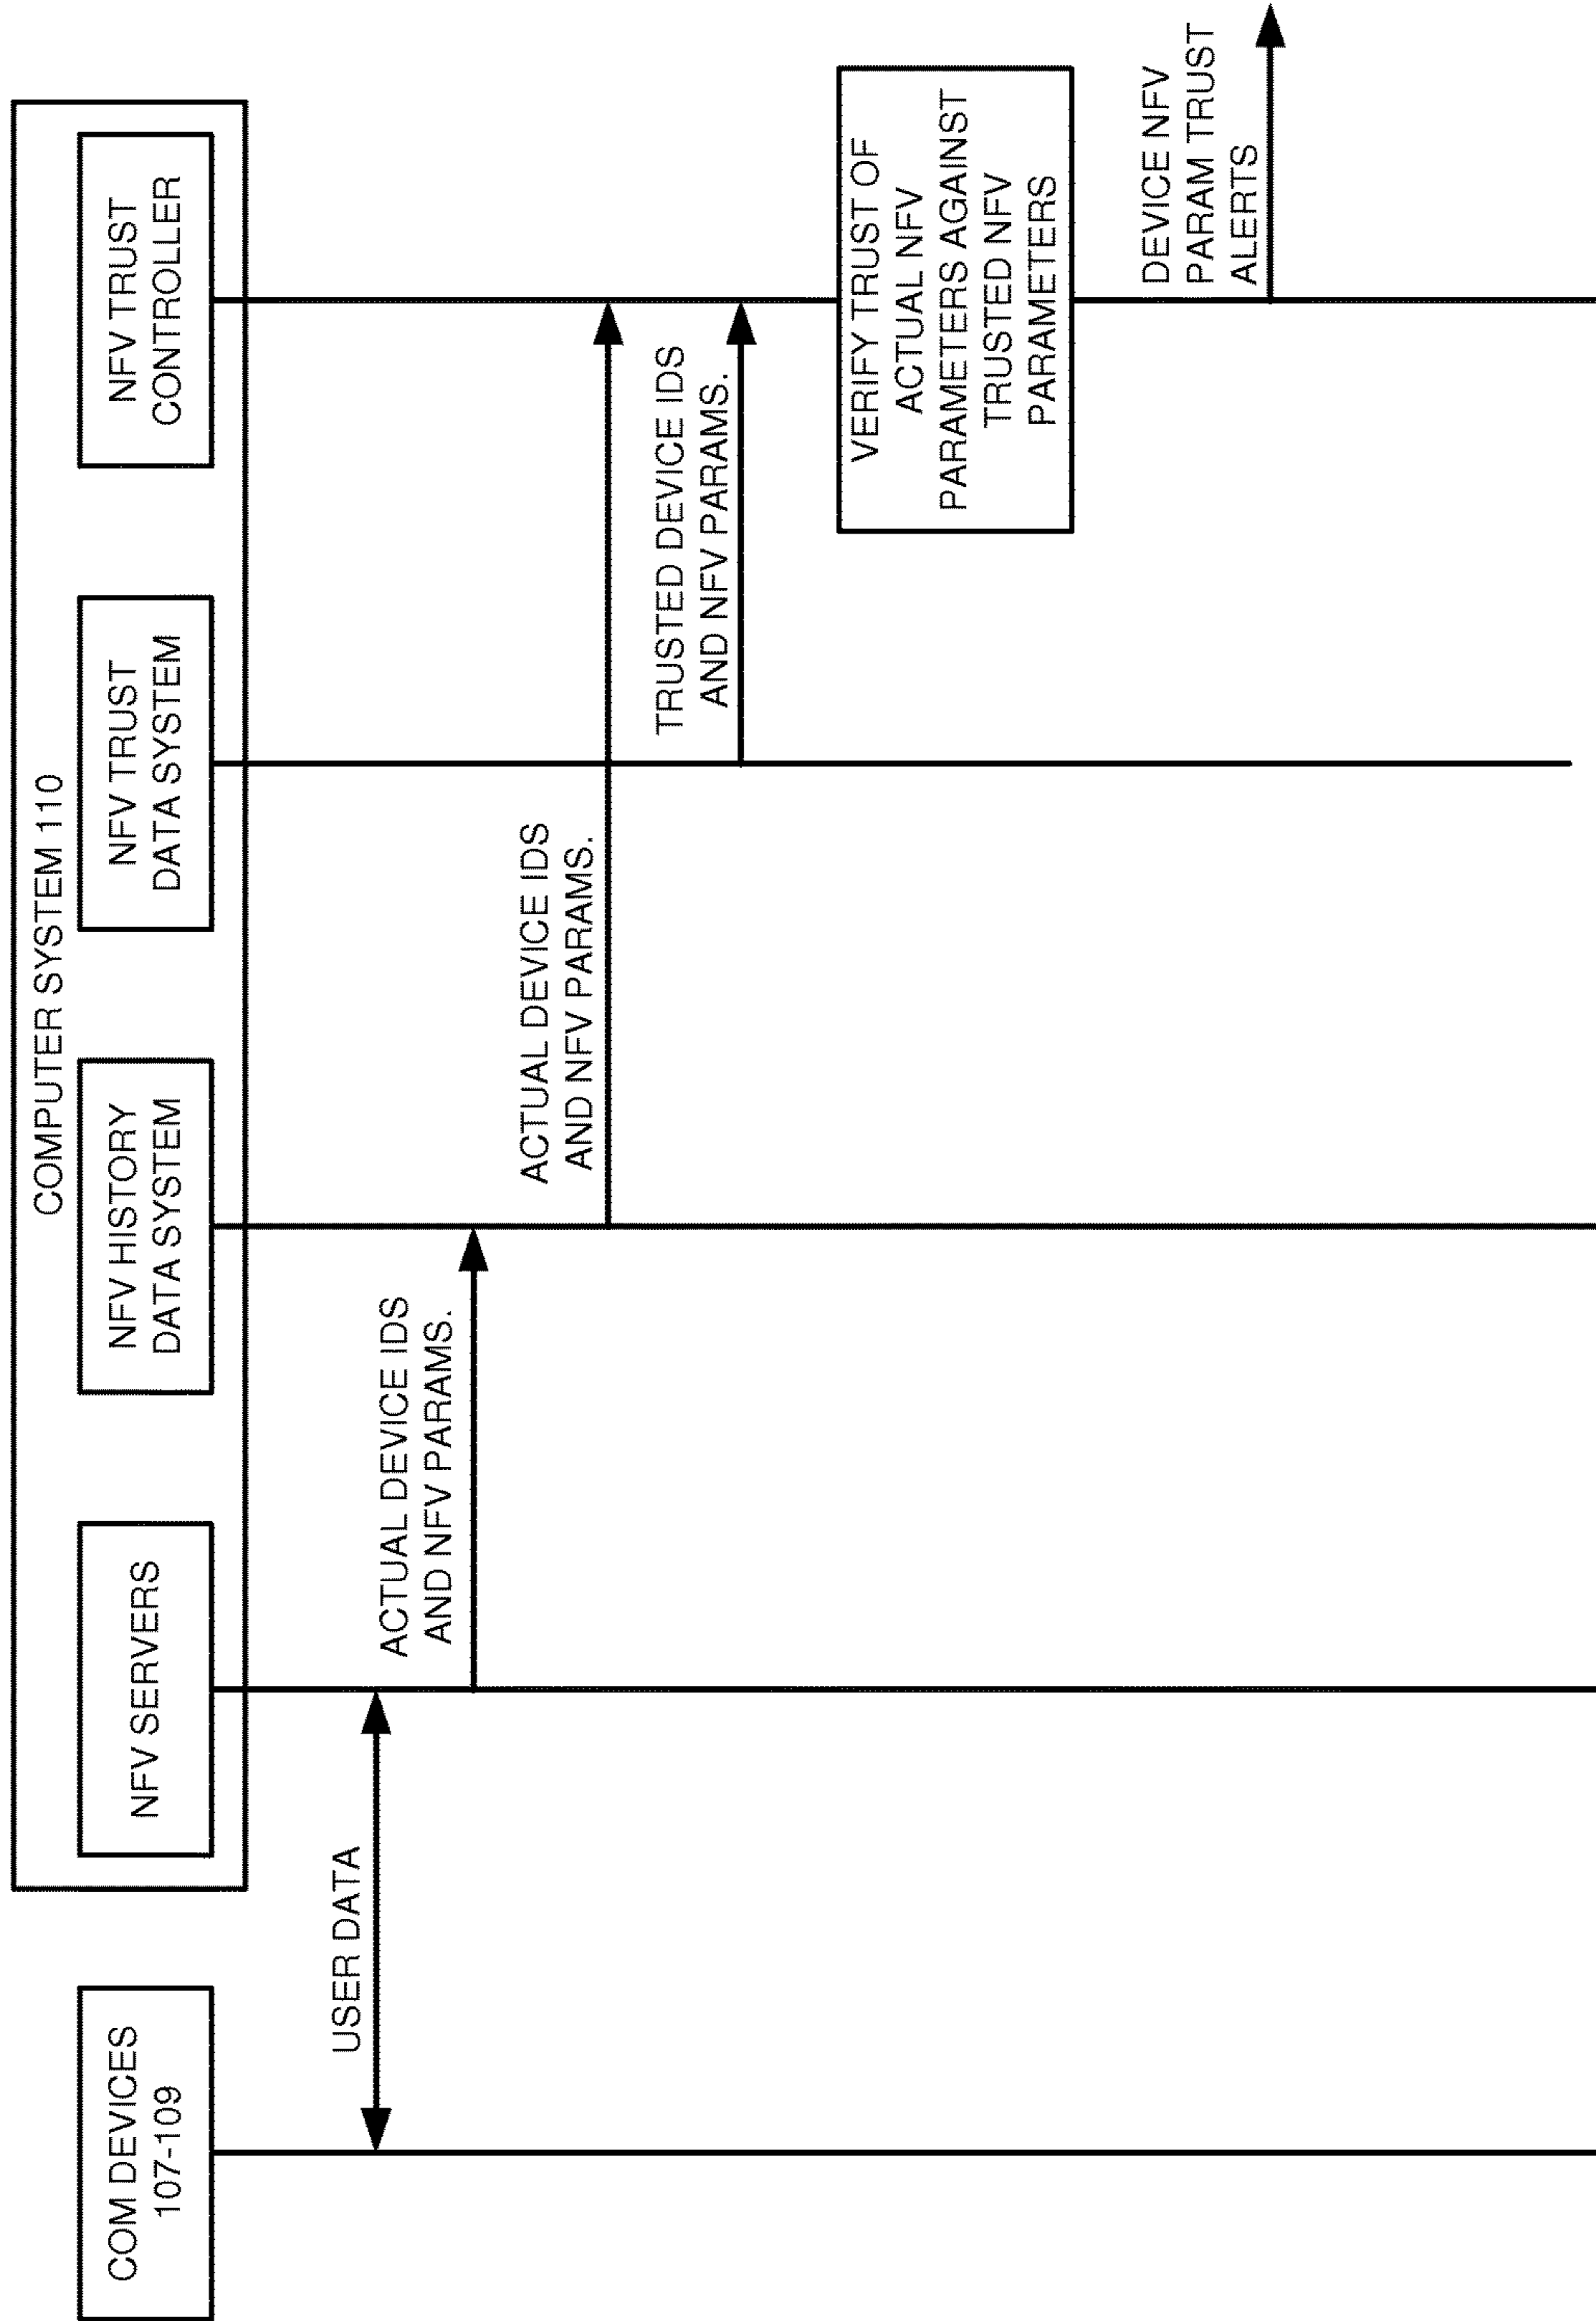 COMPUTER SYSTEM 110
COM DEVICES
107-109
NFV SERVERS
NFV HISTORY
DATA SYSTEM
NFV TRUST
DATA SYSTEM
NFV TRUST
CONTROLLER
USER DATA
ACTUAL DEVICE IDS
AND NFV PARAMS.
ACTUAL DEVICE IDS
AND NFV PARAMS.
TRUSTED DEVICE IDS
AND NFV PARAMS.
VERIFY TRUST OF
ACTUAL NFV
PARAMETERS AGAINST
TRUSTED NFV
PARAMETERS
DEVICE NFV
PARAM TRUST
ALERTS